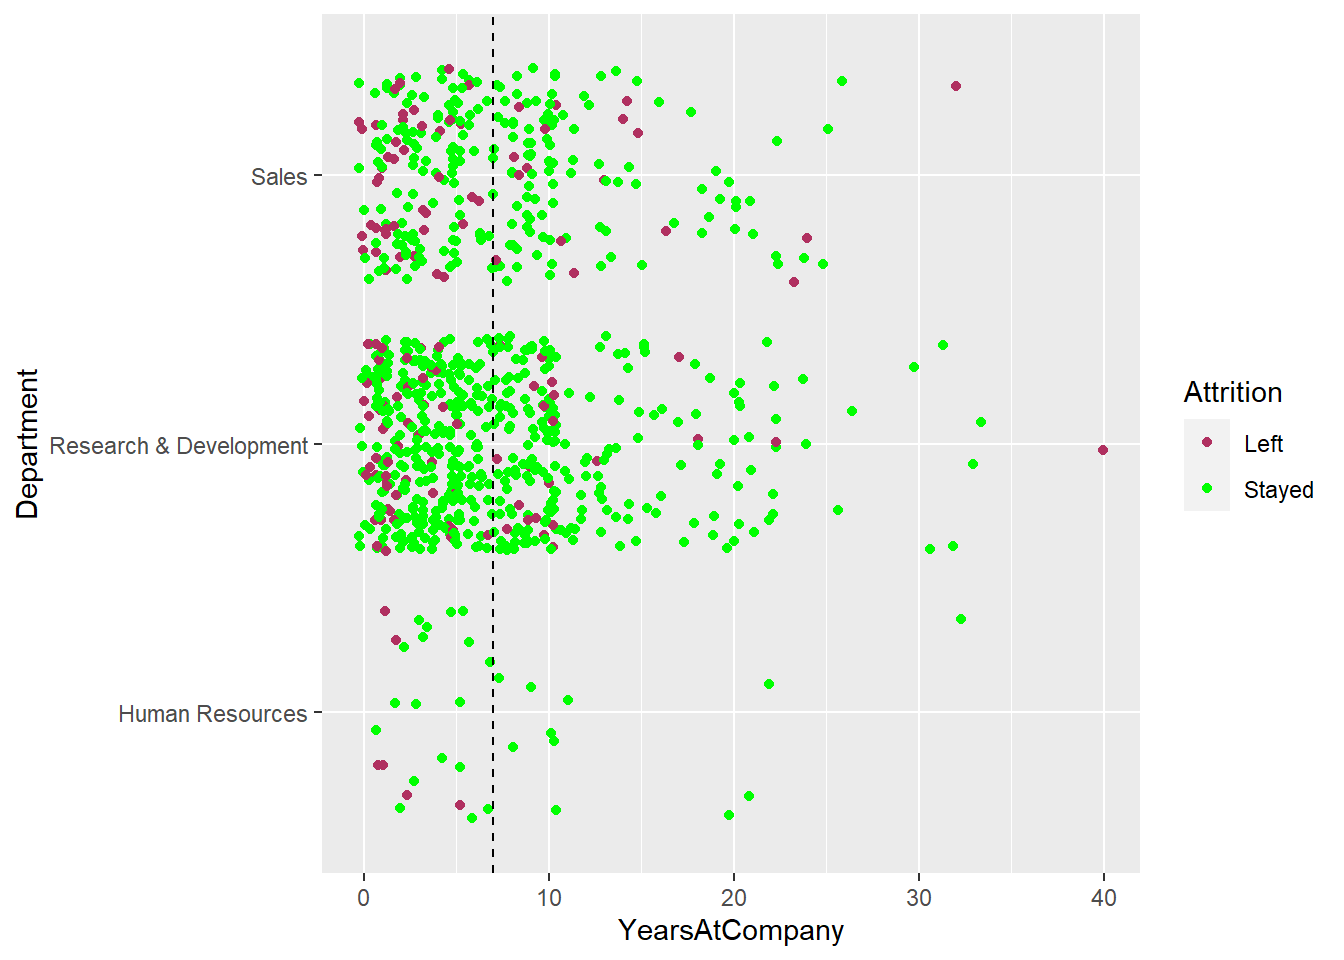 Sales
Research & Development
Human Resources
Department
0 10 20 30 40
YearsAtCompany
Attrition
Left
Stayed